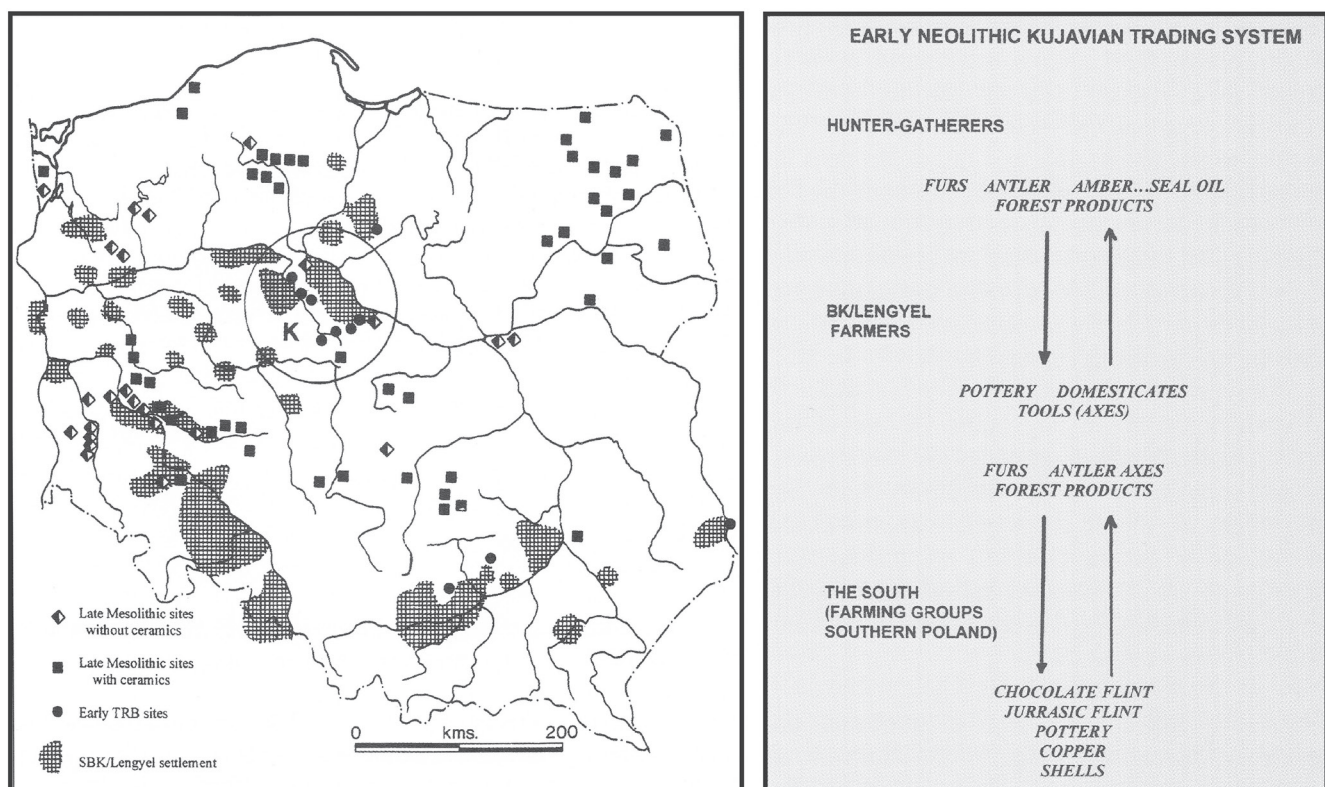 K
Late Mesolithic sites
without ceramics
Late Mesolithic sites
with ceramics
Early TRB sites
SBK/Lengyel settlement
0 kms. 200
EARLY NEOLITHIC KUJAVIAN TRADING SYSTEM
HUNTER-GATHERERS
FURS ANTLER AMBER...SEAL OIL
FOREST PRODUCTS
BK/LENGYEL
FARMERS
POTTERY DOMESTICATES
TOOLS (AXES)
FURS ANTLER AXES
FOREST PRODUCTS
THE SOUTH
(FARMING GROUPS
SOUTHERN POLAND)
CHOCOLATE FLINT
JURRASIC FLINT
POTTERY
COPPER
SHELLS